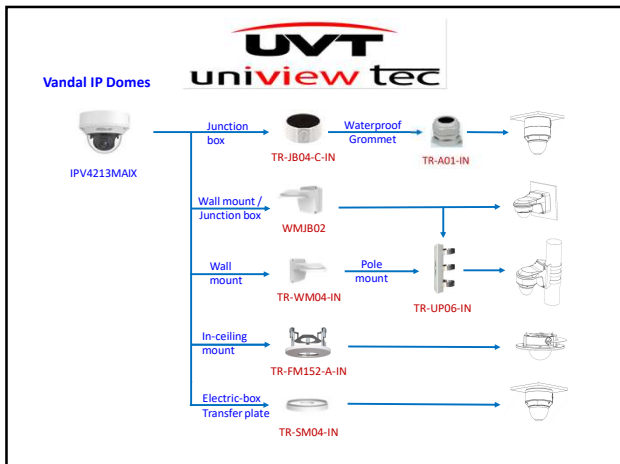 UVT
uniview tec
Vandal IP Domes
IPV4213MAIX
Junction
box
TR-JB04-C-IN
Waterproof
Grommet
TR-A01-IN
Wall mount /
Junction box
WMJB02
Wall
mount
TR-WM04-IN
Pole
mount
TR-UP06-IN
In-ceiling
mount
TR-FM152-A-IN
Electric-box
Transfer plate
TR-SM04-IN